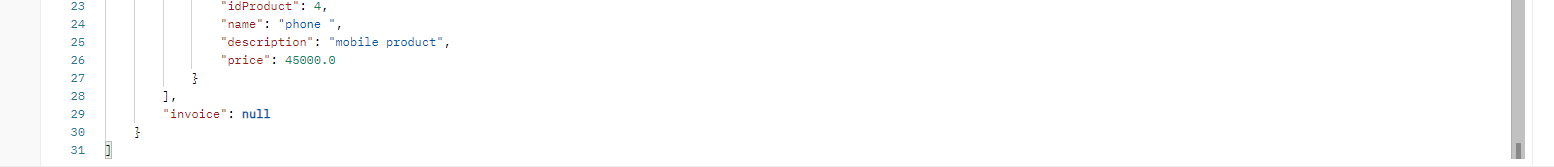 23 "idProduct": 4,
24 "name": "phone ",
25 "description": "mobile product",
26 "price": 45000.0
27 }
28 ],
29 "invoice": null
30 }
31 ]